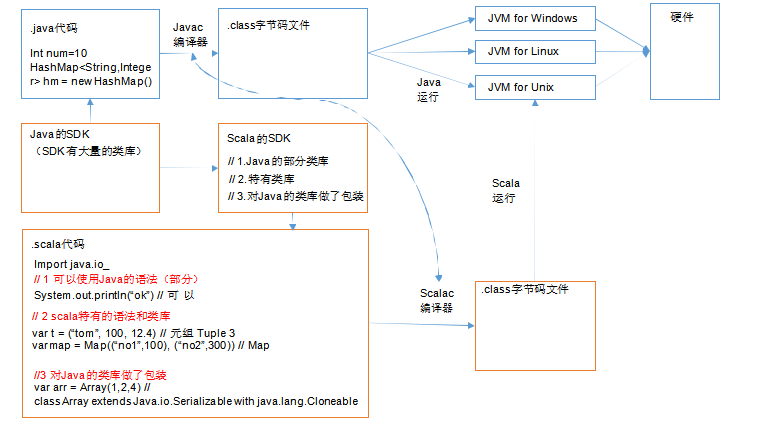 .java代码
Int num=10
HashMap<String,Intege
r> hm = new HashMap()
Javac
编译器
.class字节码文件
JVM for Windows
JVM for Linux
JVM for Unix
Java
运行
硬件
Java的SDK
（SDK有大量的类库）
Scala的SDK
// 1.Java的部分类库
// 2.特有类库
// 3.对Java的类库做了包装
Scala
运行
.scala代码
Import java.io_
// 1 可以使用Java的语法（部分）
System.out.println(“ok”) // 可 以
// 2 scala特有的语法和类库
var t = (“tom”, 100, 12.4) // 元组 Tuple 3
var map = Map((“no1”,100), (“no2”,300)) // Map
//3 对Java的类库做了包装
var arr = Array(1,2,4) //
class Array extends Java.io.Serializable with java.lang.Cloneable
Scalac
编译器
.class字节码文件